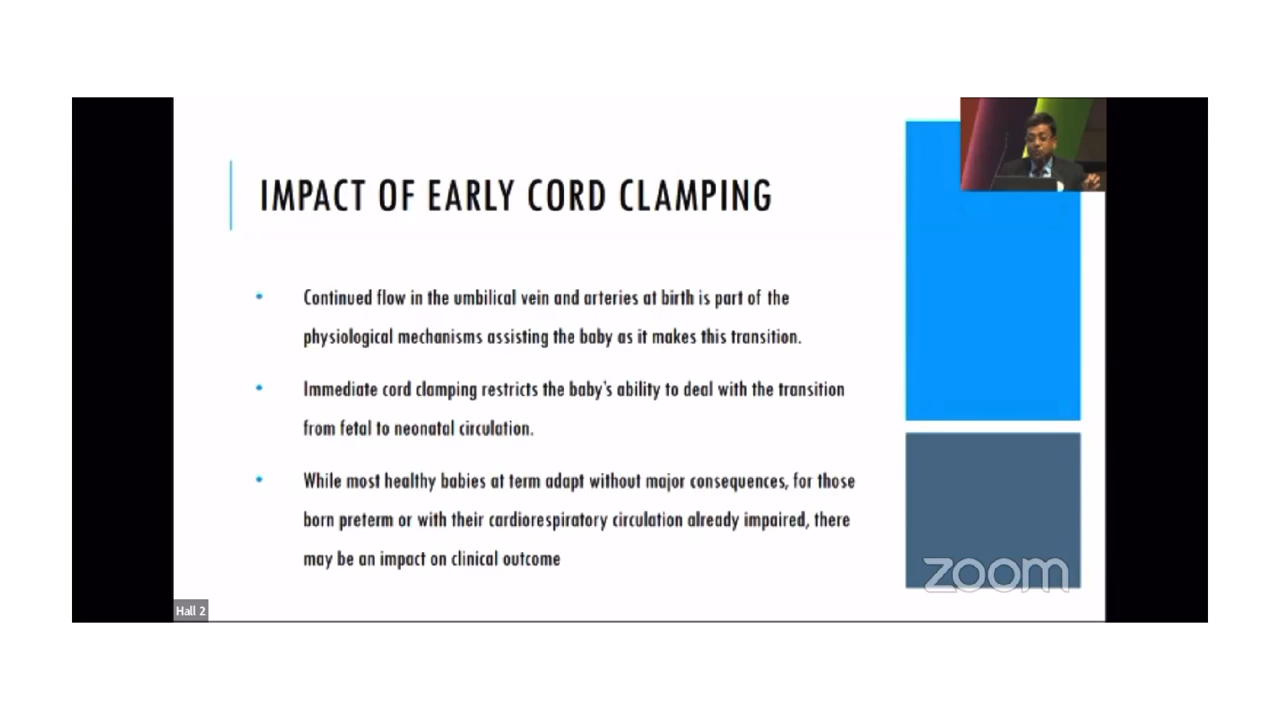 IMPACT OF EARLY CORD CLAMPING
• Continued flow in the umbilical vein and arteries at birth is part of the
physiological mechanisms assisting the baby as it makes this transition.
• Immediate cord clamping restricts the baby's ability to deal with the transition
from fetal to neonatal circulation.
• While most healthy babies at term adapt without major consequences, for those
born preterm or with their cardiorespiratory circulation already impaired, there
may be an impact on clinical outcome
zoom
Hall 2